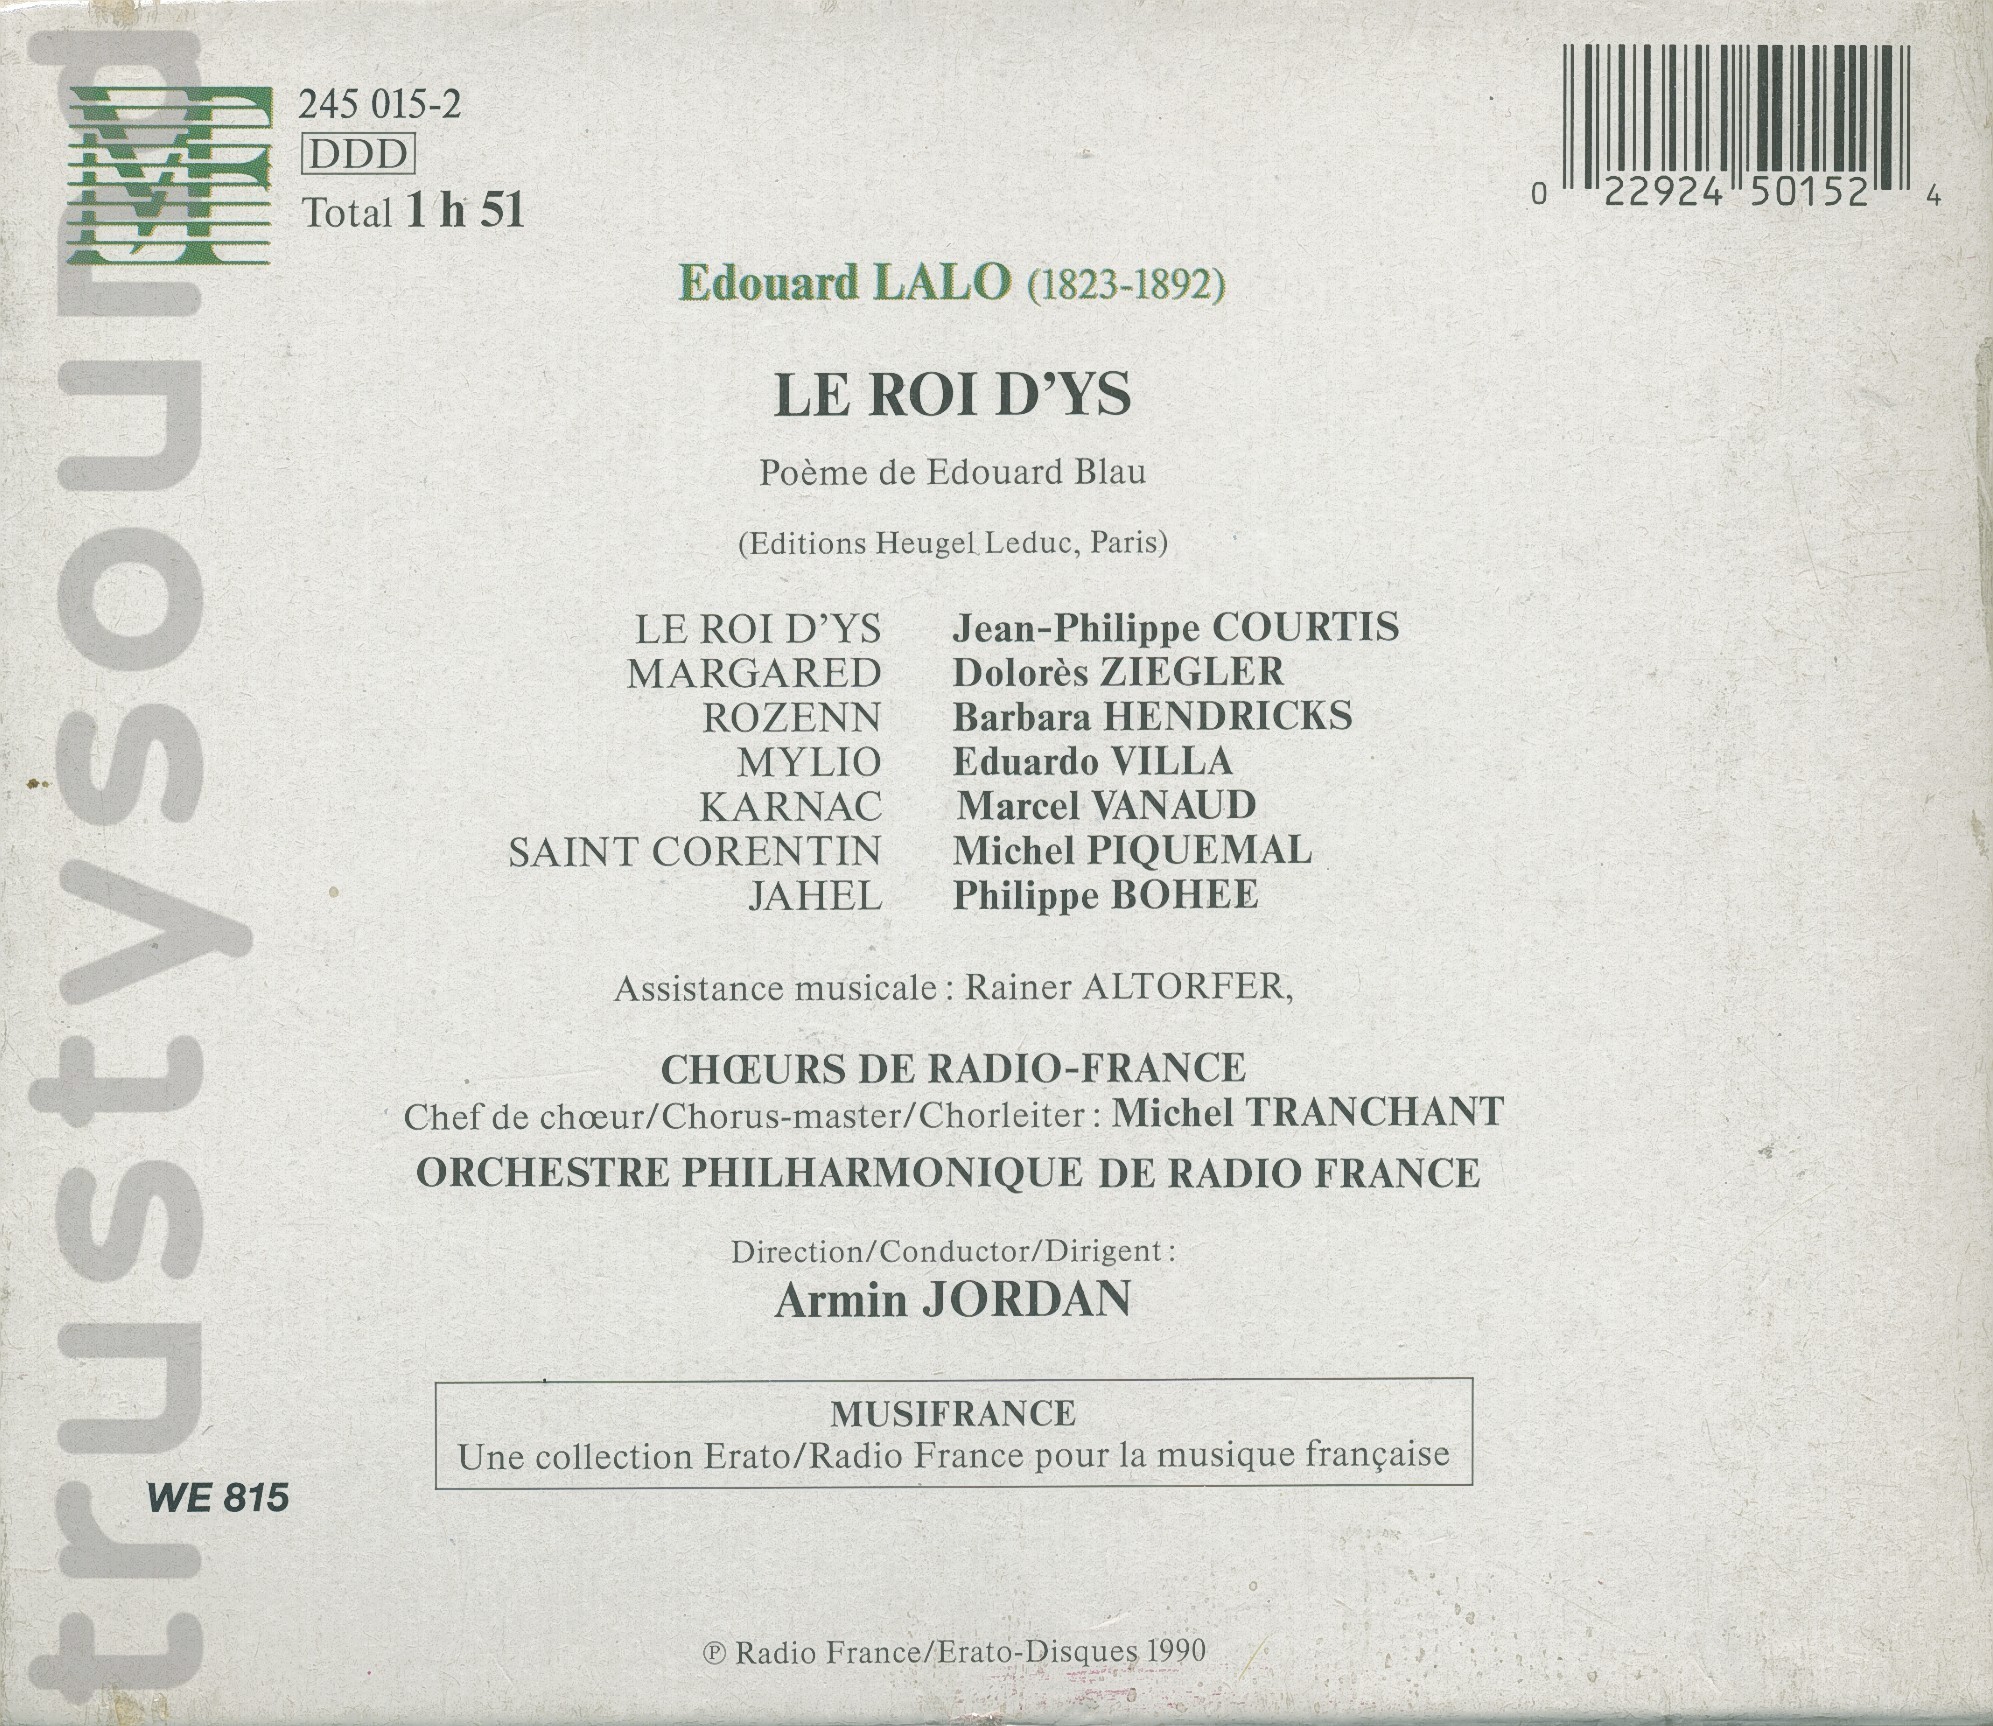 trustysound
ME
245 015-2
DDD
Total 1 h 51
0 22924 50152 4
Edouard LALO (1823-1892)
LE ROI D'YS
Poème de Edouard Blau
(Editions Heugel Leduc, Paris)
LE ROI D'YS Jean-Philippe COURTIS
MARGARED Dolorès ZIEGLER
ROZENN Barbara HENDRICKS
MYLIO Eduardo VILLA
KARNAC Marcel VANAUD
SAINT CORENTIN Michel PIQUEMAL
JAHEL Philippe BOHEE
Assistance musicale : Rainer ALTORFER,
CHŒURS DE RADIO-FRANCE
Chef de chœur/Chorus-master/Chorleiter : Michel TRANCHANT
ORCHESTRE PHILHARMONIQUE DE RADIO FRANCE
Direction/Conductor/Dirigent :
Armin JORDAN
MUSIFRANCE
Une collection Erato/Radio France pour la musique française
WE 815
℗ Radio France/Erato-Disques 1990